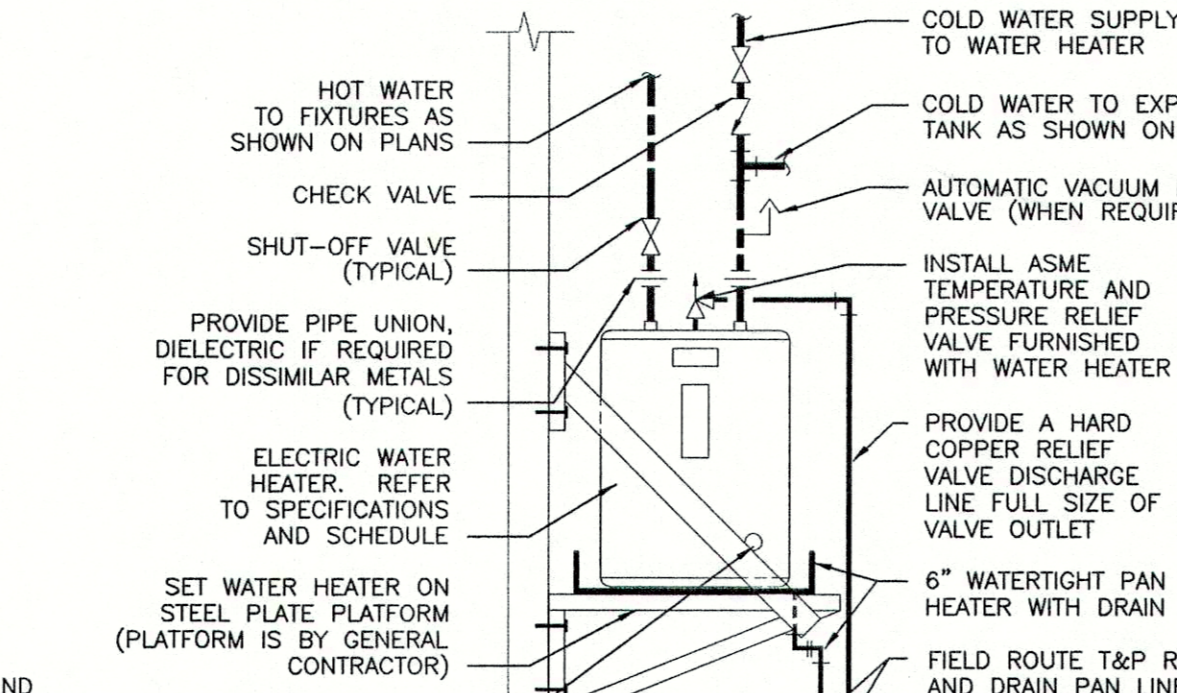 HOT WATER
TO FIXTURES AS
SHOWN ON PLANS
CHECK VALVE
SHUT-OFF VALVE
(TYPICAL)
PROVIDE PIPE UNION,
DIELECTRIC IF REQUIRED
FOR DISSIMILAR METALS
(TYPICAL)
ELECTRIC WATER
HEATER. REFER
TO SPECIFICATIONS
AND SCHEDULE
SET WATER HEATER ON
STEEL PLATE PLATFORM
(PLATFORM IS BY GENERAL
CONTRACTOR)
ND
COLD WATER SUPPLY
TO WATER HEATER
COLD WATER TO EXP
TANK AS SHOWN ON
AUTOMATIC VACUUM
VALVE (WHEN REQUIR
INSTALL ASME
TEMPERATURE AND
PRESSURE RELIEF
VALVE FURNISHED
WITH WATER HEATER
PROVIDE A HARD
COPPER RELIEF
VALVE DISCHARGE
LINE FULL SIZE OF
VALVE OUTLET
6" WATERTIGHT PAN
HEATER WITH DRAIN
FIELD ROUTE T&P R
AND DRAIN PAN LINE